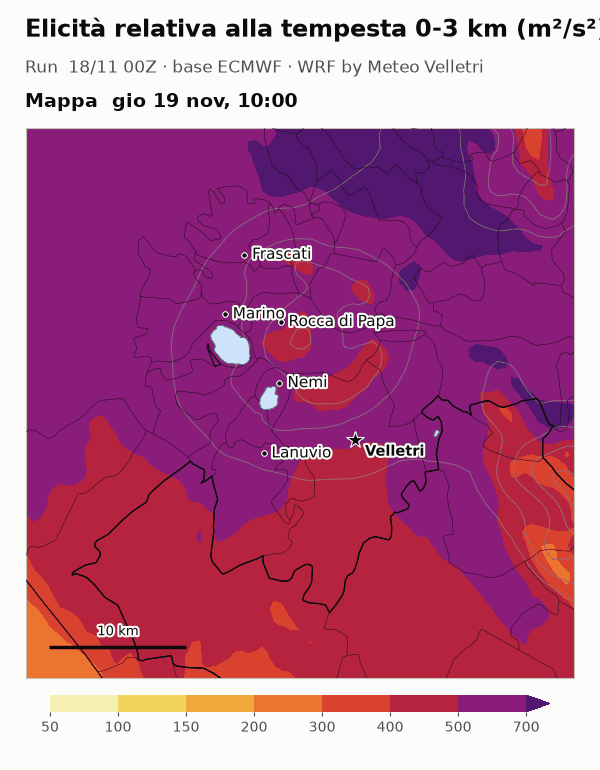 Elicità relativa alla tempesta 0-3 km (m²/s²)
Run 18/11 00Z · base ECMWF · WRF by Meteo Velletri
Mappa gio 19 nov, 10:00
Frascati
Marino
Rocca di Papa
Nemi
Lanuvio
Velletri
10 km
50 100 150 200 300 400 500 700